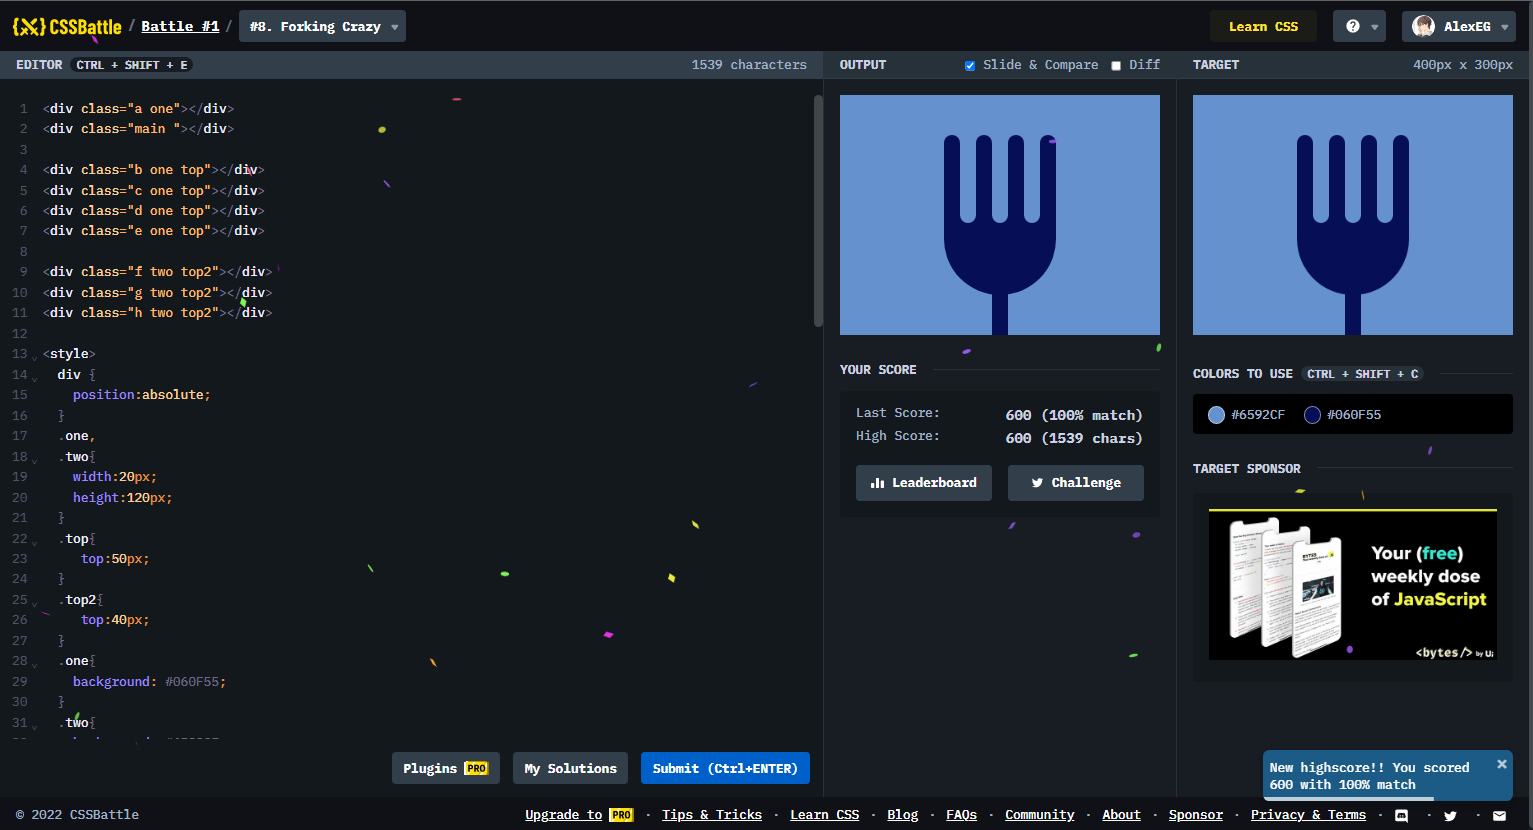 {X} CSSBattle / Battle #1 / #8. Forking Crazy
Learn CSS
?
AlexEG
EDITOR CTRL + SHIFT + E
1539 characters
1 <div class="a one"></div>
2 <div class="main "></div>
3
4 <div class="b one top"></div>
5 <div class="c one top"></div>
6 <div class="d one top"></div>
7 <div class="e one top"></div>
8
9 <div class="f two top2"></div>
10 <div class="g two top2"></div>
11 <div class="h two top2"></div>
12
13 <style>
14 div {
15 position:absolute;
16 }
17 .one,
18 .two{
19 width:20px;
20 height:120px;
21 }
22 .top{
23 top:50px;
24 }
25 .top2{
26 top:40px;
27 }
28 .one{
29 background: #060F55;
30 }
31 .two{
Plugins PRO
My Solutions
Submit (Ctrl+ENTER)
OUTPUT
Slide & Compare
Diff
YOUR SCORE
Last Score: 600 (100% match)
High Score: 600 (1539 chars)
Leaderboard
Challenge
TARGET
400px x 300px
COLORS TO USE CTRL + SHIFT + C
#6592CF
#060F55
TARGET SPONSOR
BYTES
Your (free)
weekly dose
of JavaScript
<bytes/> by Ui
New highscore!! You scored
600 with 100% match
© 2022 CSSBattle
Upgrade to PRO · Tips & Tricks · Learn CSS · Blog · FAQs · Community · About · Sponsor · Privacy & Terms